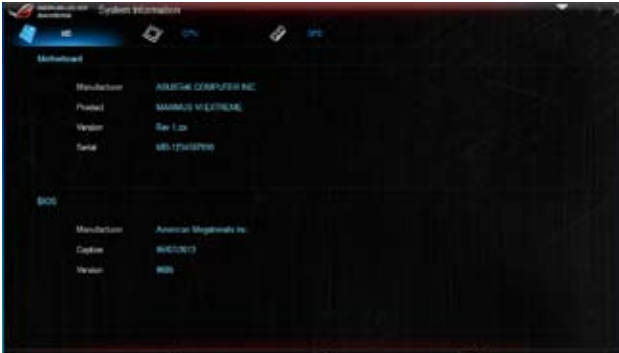 System Information
MB CPU SPD
Motherboard
Manufacturer ASUSTeK COMPUTER INC.
Product MAXIMUS VI EXTREME
Version Rev 1.xx
Serial
BIOS
Manufacturer American Megatrends Inc.
Caption
Version